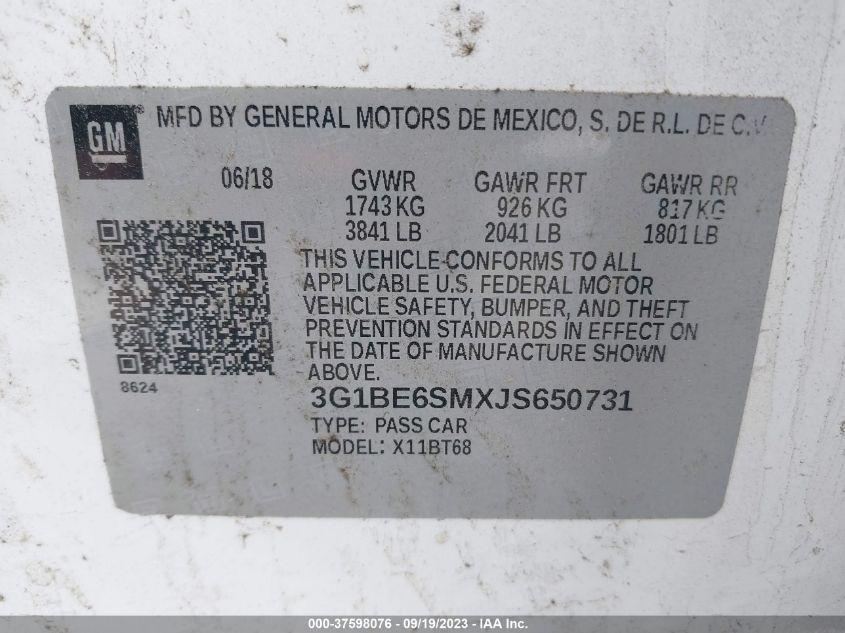 GM ® MFD BY GENERAL MOTORS DE MEXICO, S. DE R.L. DE C.V.
06/18 GVWR GAWR FRT GAWR RR
1743 KG 926 KG 817 KG
3841 LB 2041 LB 1801 LB
THIS VEHICLE CONFORMS TO ALL
APPLICABLE U.S. FEDERAL MOTOR
VEHICLE SAFETY, BUMPER, AND THEFT
PREVENTION STANDARDS IN EFFECT ON
THE DATE OF MANUFACTURE SHOWN
ABOVE.
8624
3G1BE6SMXJS650731
TYPE: PASS CAR
MODEL: X11BT68
000-37598076 - 09/19/2023 - IAA Inc.